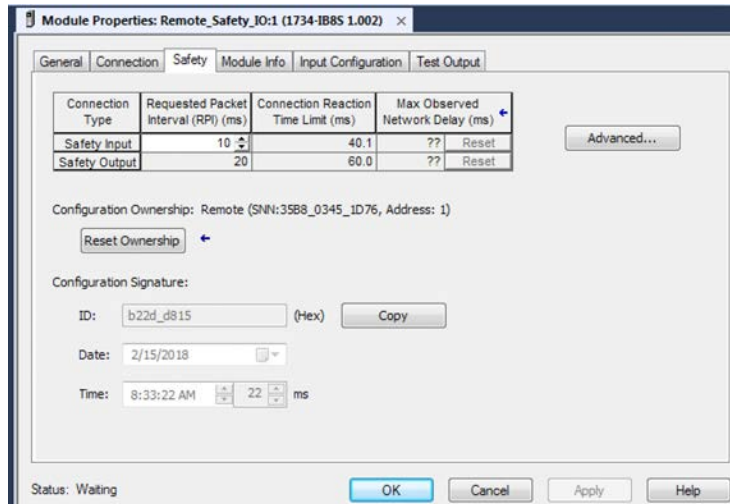 Module Properties: Remote_Safety_IO:1 (1734-IB8S 1.002) ×
General Connection Safety Module Info Input Configuration Test Output
Connection Type Requested Packet Interval (RPI) (ms) Connection Reaction Time Limit (ms) Max Observed Network Delay (ms)
Safety Input 10 40.1 ?? Reset
Safety Output 20 60.0 ?? Reset
Advanced...
Configuration Ownership: Remote (SNN:35B8_0345_1D76, Address: 1)
Reset Ownership
Configuration Signature:
ID: b22d_d815 (Hex) Copy
Date: 2/15/2018
Time: 8:33:22 AM 22 ms
Status: Waiting OK Cancel Apply Help